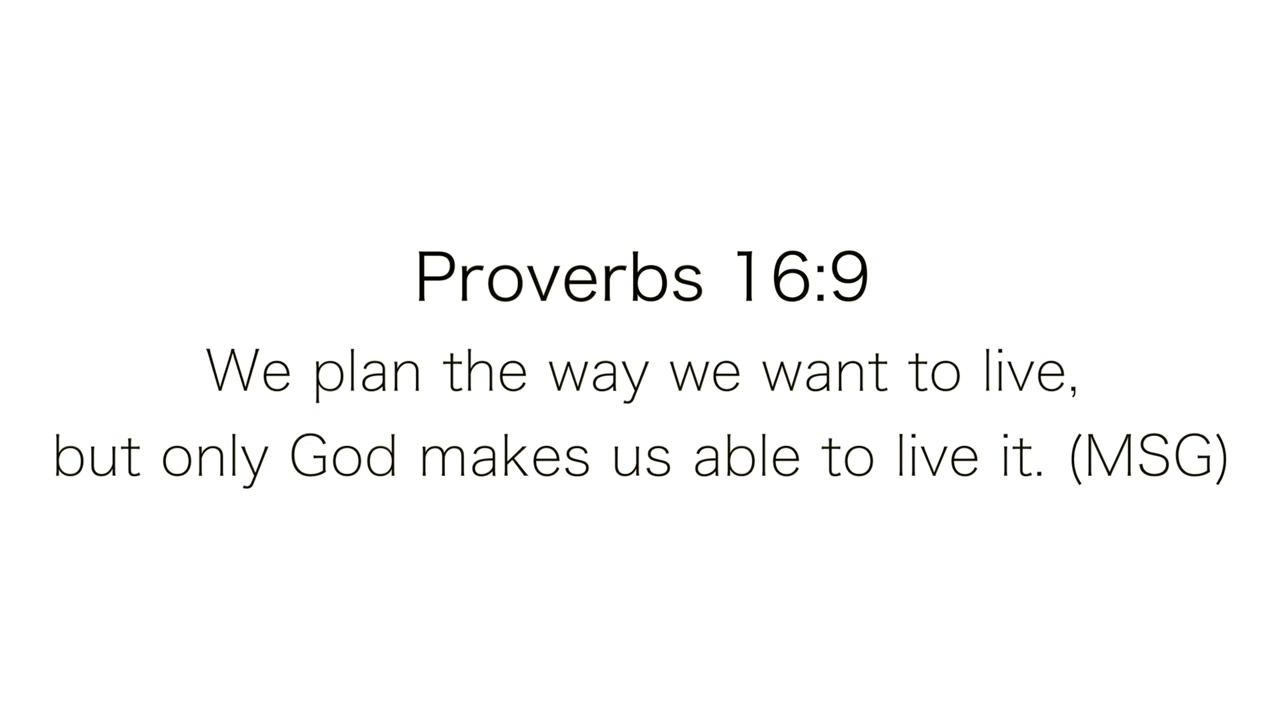 Proverbs 16:9
We plan the way we want to live,
but only God makes us able to live it. (MSG)